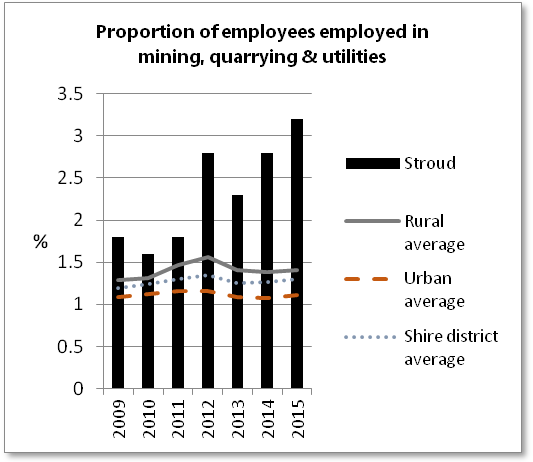 Proportion of employees employed in
mining, quarrying & utilities
3.5
3
2.5
2
1.5
1
0.5
0
%
2009
2010
2011
2012
2013
2014
2015
Stroud
Rural
average
Urban
average
Shire district
average